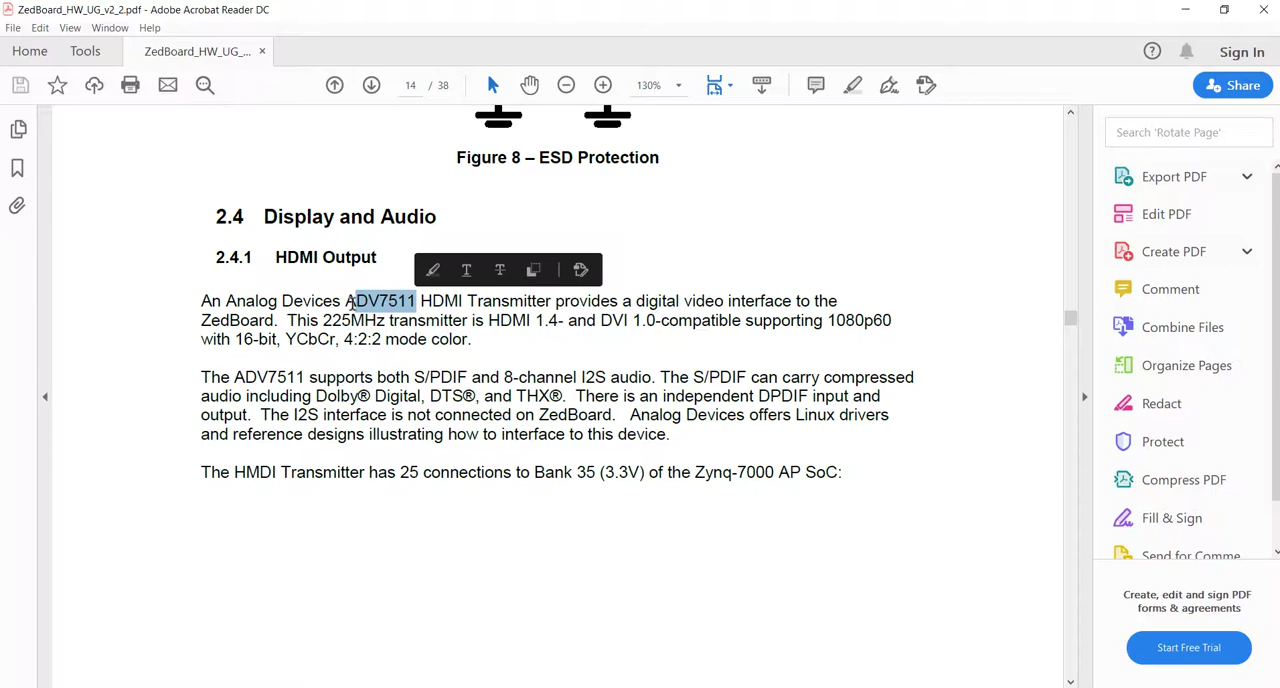 ZedBoard_HW_UG_v2_2.pdf - Adobe Acrobat Reader DC
File Edit View Window Help
Home Tools ZedBoard_HW_UG_... × Sign In
14 / 38 130% Share
Figure 8 – ESD Protection
2.4 Display and Audio
2.4.1 HDMI Output
An Analog Devices ADV7511 HDMI Transmitter provides a digital video interface to the
ZedBoard. This 225MHz transmitter is HDMI 1.4- and DVI 1.0-compatible supporting 1080p60
with 16-bit, YCbCr, 4:2:2 mode color.
The ADV7511 supports both S/PDIF and 8-channel I2S audio. The S/PDIF can carry compressed
audio including Dolby® Digital, DTS®, and THX®. There is an independent DPDIF input and
output. The I2S interface is not connected on ZedBoard. Analog Devices offers Linux drivers
and reference designs illustrating how to interface to this device.
The HMDI Transmitter has 25 connections to Bank 35 (3.3V) of the Zynq-7000 AP SoC:
Search 'Rotate Page'
Export PDF
Edit PDF
Create PDF
Comment
Combine Files
Organize Pages
Redact
Protect
Compress PDF
Fill & Sign
Send for Comme
Create, edit and sign PDF
forms & agreements
Start Free Trial